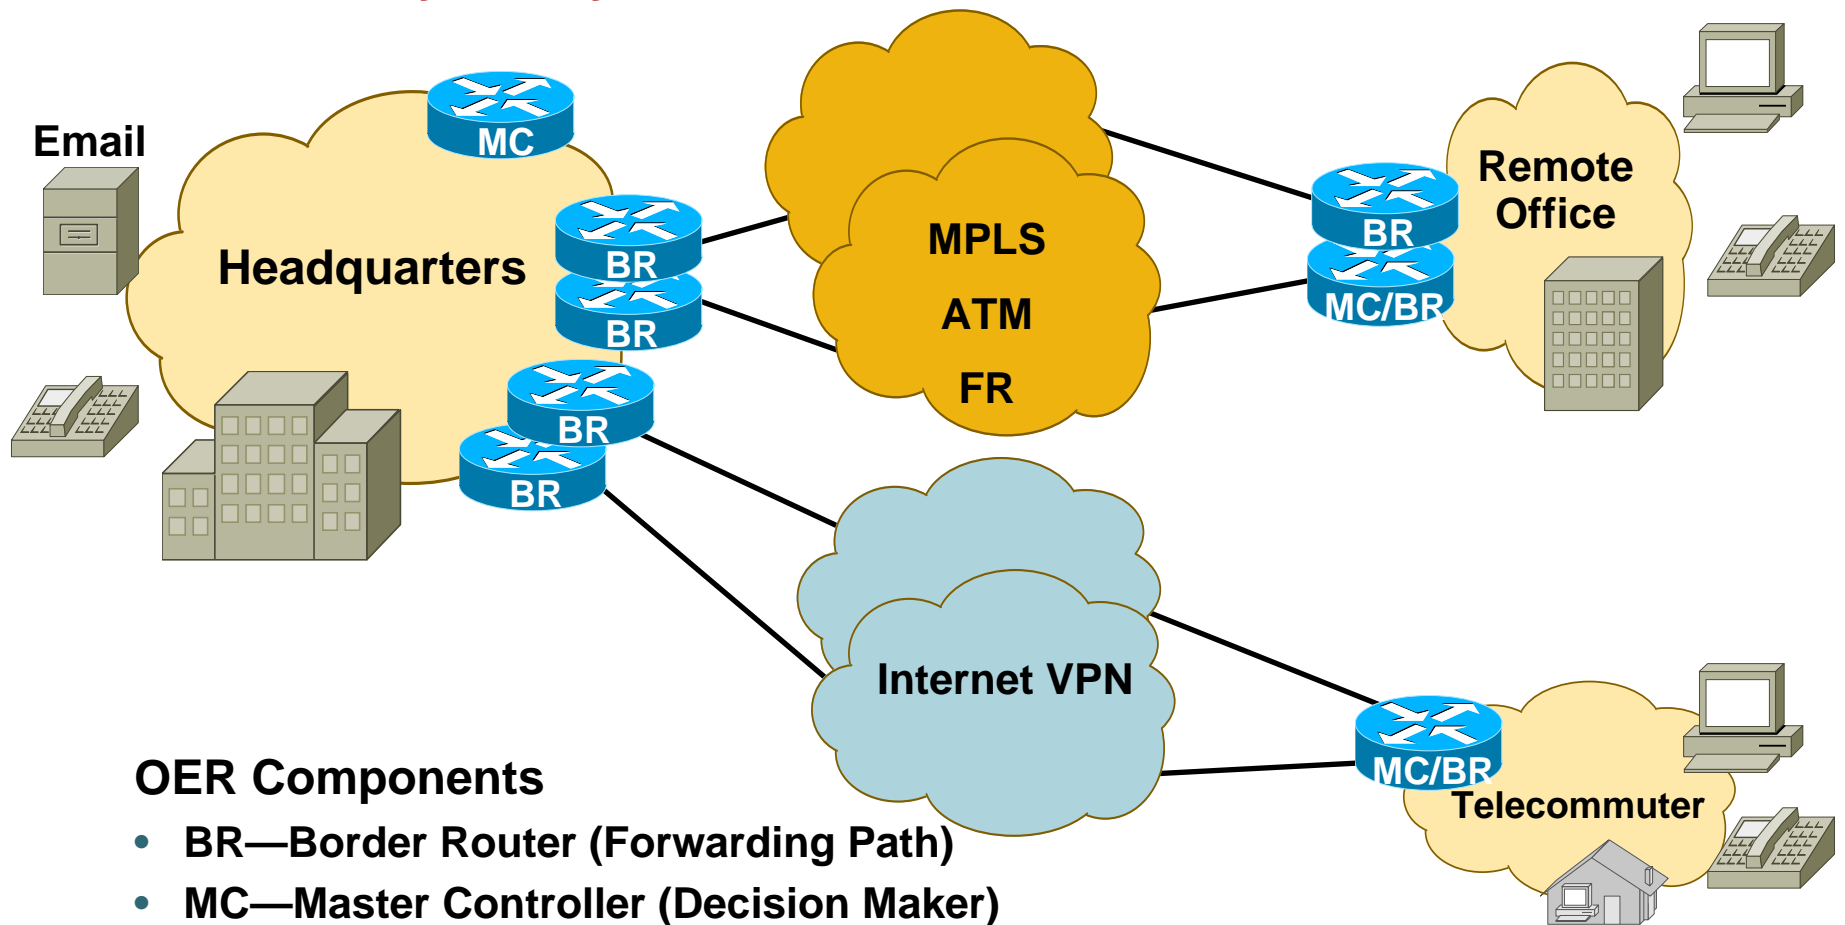 MC
Email
Headquarters
BR
BR
BR
BR
MPLS
ATM
FR
Remote
Office
BR
MC/BR
Internet VPN
MC/BR
Telecommuter
OER Components
• BR—Border Router (Forwarding Path)
• MC—Master Controller (Decision Maker)